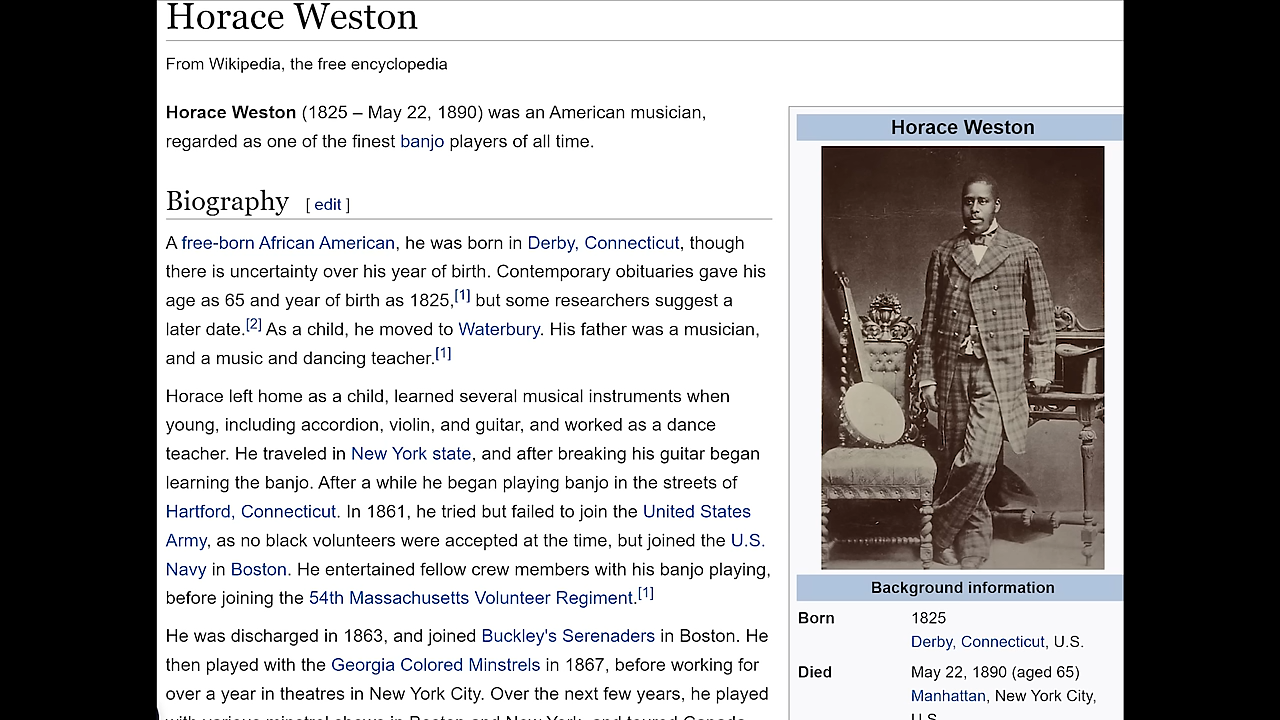 Horace Weston
From Wikipedia, the free encyclopedia
Horace Weston (1825 – May 22, 1890) was an American musician,
regarded as one of the finest banjo players of all time.
Biography [ edit ]
A free-born African American, he was born in Derby, Connecticut, though
there is uncertainty over his year of birth. Contemporary obituaries gave his
age as 65 and year of birth as 1825,[1] but some researchers suggest a
later date.[2] As a child, he moved to Waterbury. His father was a musician,
and a music and dancing teacher.[1]
Horace left home as a child, learned several musical instruments when
young, including accordion, violin, and guitar, and worked as a dance
teacher. He traveled in New York state, and after breaking his guitar began
learning the banjo. After a while he began playing banjo in the streets of
Hartford, Connecticut. In 1861, he tried but failed to join the United States
Army, as no black volunteers were accepted at the time, but joined the U.S.
Navy in Boston. He entertained fellow crew members with his banjo playing,
before joining the 54th Massachusetts Volunteer Regiment.[1]
He was discharged in 1863, and joined Buckley's Serenaders in Boston. He
then played with the Georgia Colored Minstrels in 1867, before working for
over a year in theatres in New York City. Over the next few years, he played
with various minstrel shows in Boston and New York, and toured Canada
Horace Weston
Background information
Born 1825
Derby, Connecticut, U.S.
Died May 22, 1890 (aged 65)
Manhattan, New York City,
U.S.